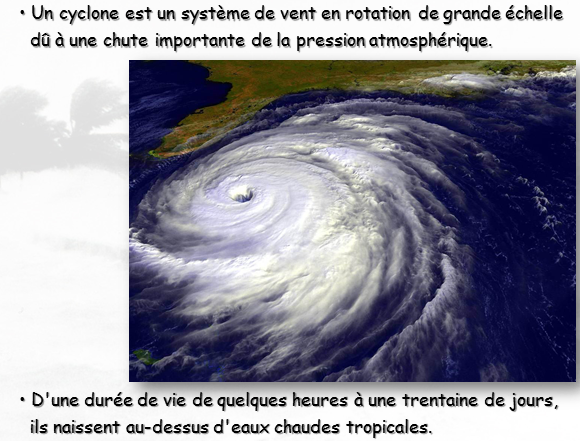 • Un cyclone est un système de vent en rotation de grande échelle
dû à une chute importante de la pression atmosphérique.
• D'une durée de vie de quelques heures à une trentaine de jours,
ils naissent au-dessus d'eaux chaudes tropicales.